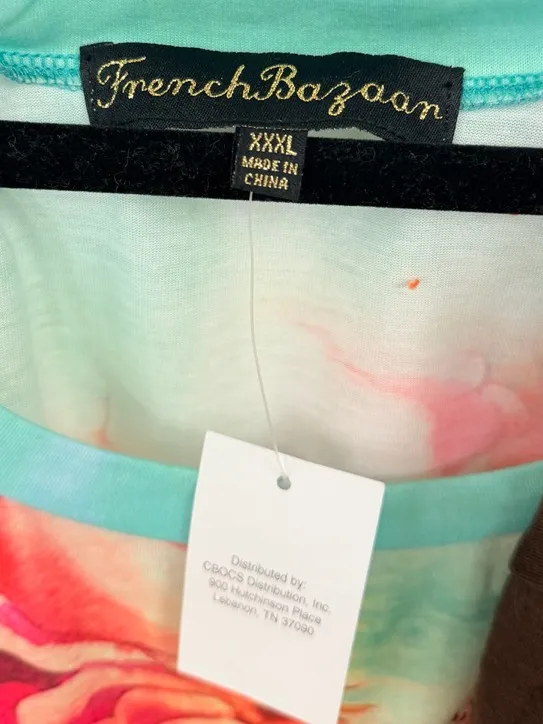 FrenchBazaar
XXXL
MADE IN
CHINA
Distributed by:
CBOCS Distribution, Inc.
900 Hutchinson Place
Lebanon, TN 37090